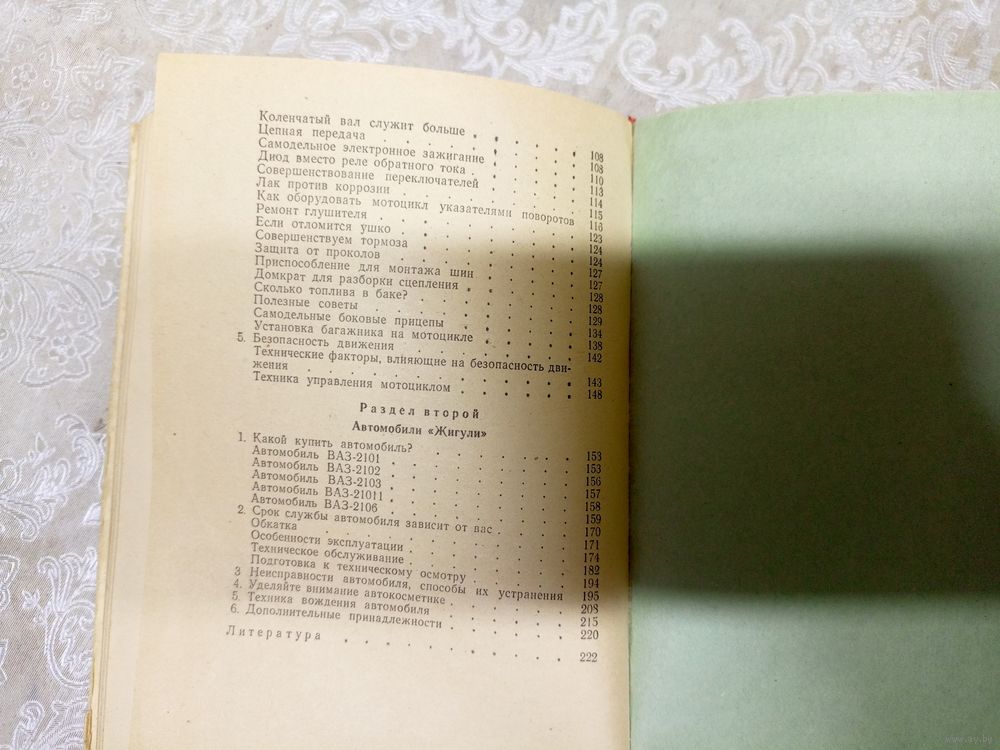 Коленчатый вал служит больше . . . . . 108
Цепная передача . . . . . . . . 108
Самодельное электронное зажигание . . . . 110
Диод вместо реле обратного тока . . . . . 113
Совершенствование переключателей . . . . 114
Лак против коррозии . . . . . . . 115
Как оборудовать мотоцикл указателями поворотов 116
Ремонт глушителя . . . . . . . . 123
Если отломится ушко . . . . . . . 124
Совершенствуем тормоза . . . . . . 124
Защита от проколов . . . . . . . 127
Приспособление для монтажа шин . . . . 127
Домкрат для разборки сцепления . . . . . 128
Сколько топлива в баке? . . . . . . 128
Полезные советы . . . . . . . . 129
Самодельные боковые прицепы . . . . . 134
Установка багажника на мотоцикле . . . . 138
5. Безопасность движения . . . . . . . 142
Технические факторы, влияющие на безопасность дви-
жения . . . . . . . . . . 143
Техника управления мотоциклом . . . . . 148
Раздел второй
Автомобили «Жигули»
1. Какой купить автомобиль? . . . . . . 153
Автомобиль ВАЗ-2101 . . . . . . . 153
Автомобиль ВАЗ-2102 . . . . . . . 156
Автомобиль ВАЗ-2103 . . . . . . . 157
Автомобиль ВАЗ-21011 . . . . . . . 158
Автомобиль ВАЗ-2106 . . . . . . . 159
2. Срок службы автомобиля зависит от вас . . . . 170
Обкатка . . . . . . . . . . 171
Особенности эксплуатации . . . . . . 174
Техническое обслуживание . . . . . . 182
Подготовка к техническому осмотру . . . . 194
3 Неисправности автомобиля, способы их устранения 195
4. Уделяйте внимание автокосметике . . . . . 208
5. Техника вождения автомобиля . . . . . . 215
6. Дополнительные принадлежности . . . . . 220
Литература . . . . . . . . . 222
www.ay.by